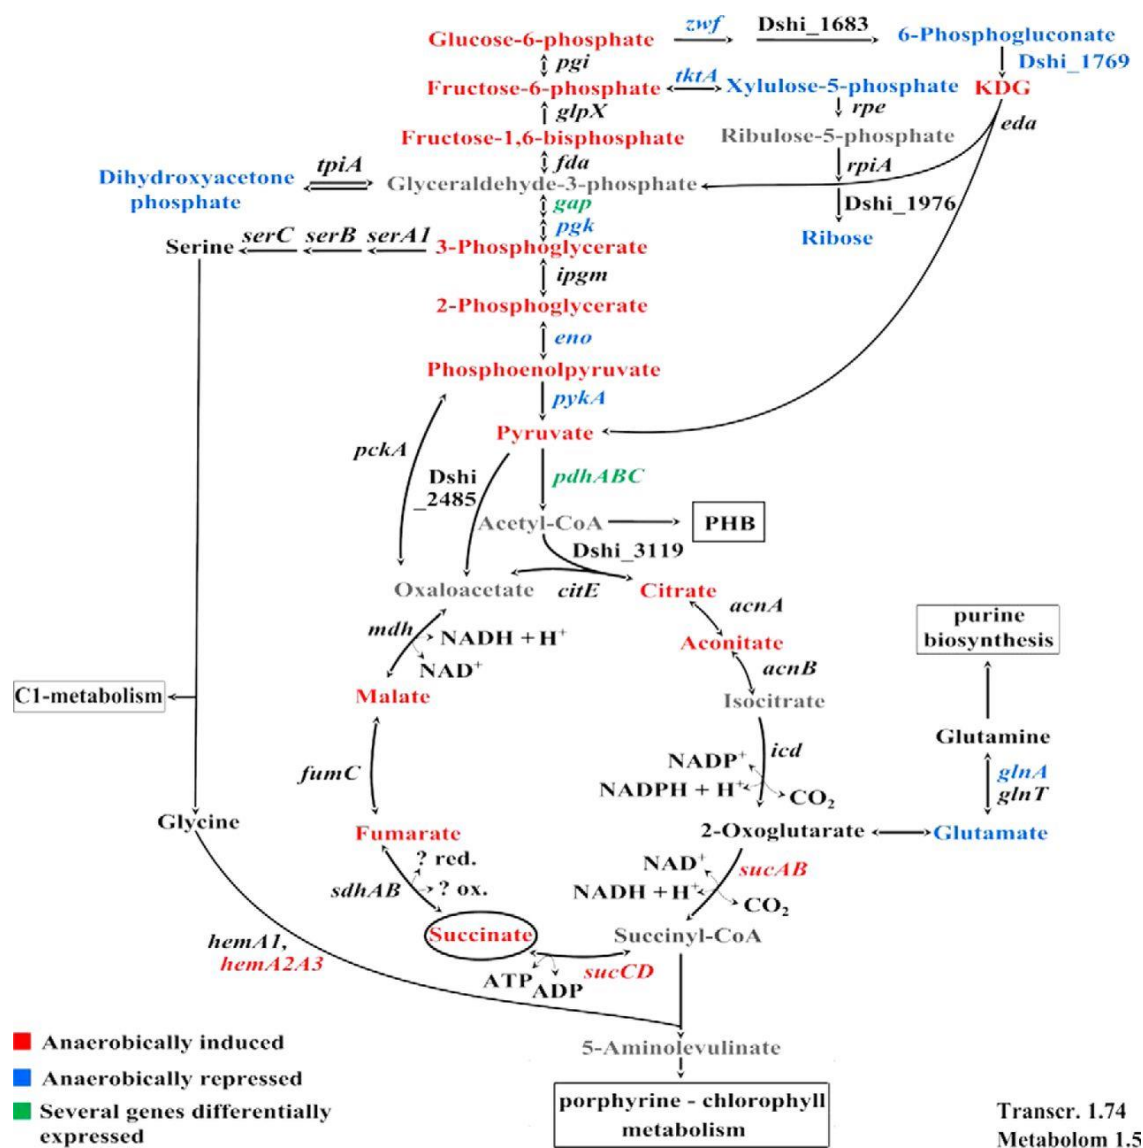 Glucose-6-phosphate
zwf
Dshi_1683
6-Phosphogluconate
pgi
Dshi_1769
Fructose-6-phosphate
tktA
Xylulose-5-phosphate
KDG
glpX
rpe
eda
Fructose-1,6-bisphosphate
Ribulose-5-phosphate
tpiA
fda
rpiA
Dihydroxyacetone
phosphate
Glyceraldehyde-3-phosphate
gap
Dshi_1976
pgk
Ribose
Serine
serC
serB
serA1
3-Phosphoglycerate
ipgm
2-Phosphoglycerate
eno
Phosphoenolpyruvate
pykA
Pyruvate
pckA
Dshi
_2485
pdhABC
Acetyl-CoA
PHB
Dshi_3119
Oxaloacetate
citE
Citrate
acnA
mdh
NADH + H⁺
NAD⁺
Aconitate
acnB
purine
biosynthesis
C1-metabolism
Malate
Isocitrate
Glutamine
fumC
NADP⁺
icd
NADPH + H⁺
CO₂
glnA
glnT
Glycine
Fumarate
2-Oxoglutarate
Glutamate
? red.
sdhAB
? ox.
NAD⁺
sucAB
NADH + H⁺
CO₂
hemA1,
hemA2A3
Succinate
Succinyl-CoA
ATP
ADP
sucCD
Anaerobically induced
Anaerobically repressed
Several genes differentially
expressed
5-Aminolevulinate
porphyrine - chlorophyll
metabolism
Transcr. 1.74
Metabolom 1.5